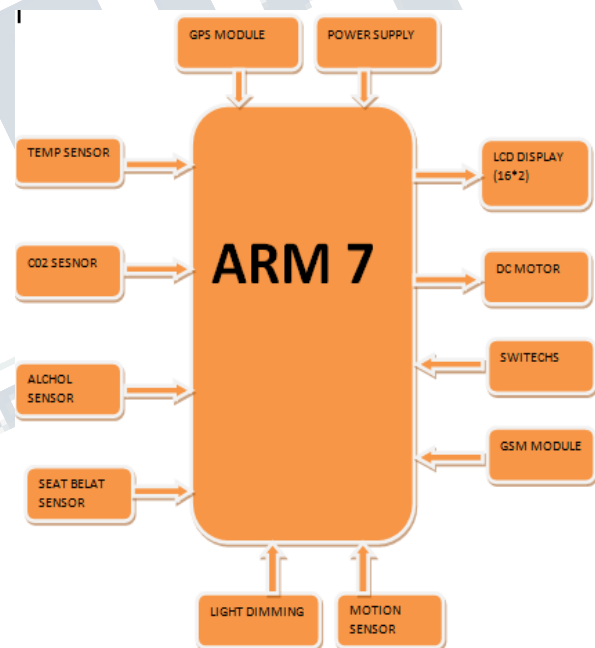 GPS MODULE
POWER SUPPLY
TEMP SENSOR
LCD DISPLAY
(16*2)
ARM 7
C02 SESNOR
DC MOTOR
ALCHOL
SENSOR
SWITECHS
GSM MODULE
SEAT BELAT
SENSOR
LIGHT DIMMING
MOTION
SENSOR